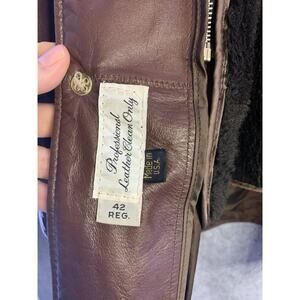 Professional
Leather Clean Only
Made in
U.S.A.
42
REG.